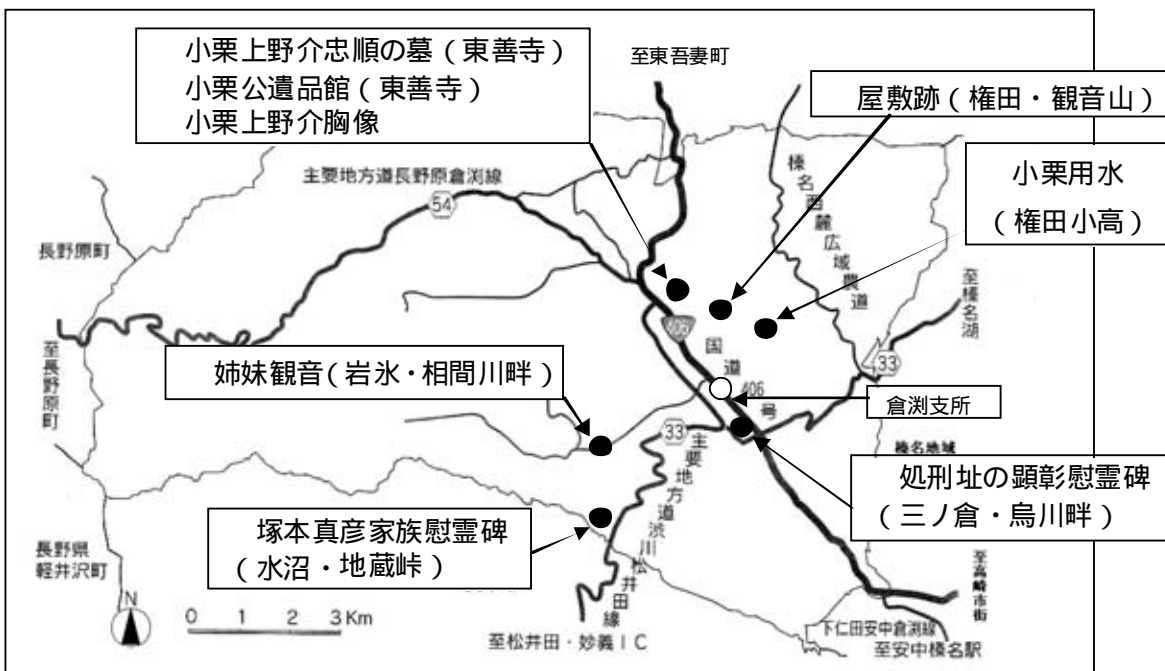 小栗上野介忠順の墓（東善寺）
小栗公遺品館（東善寺）
小栗上野介胸像
至東吾妻町
屋敷跡（権田・観音山）
小栗用水
（権田小高）
主要地方道長野原倉渕線
54
榛名西麓広域農道
長野原町
至榛名湖
至長野原町
406
国道406号
33
姉妹観音（岩氷・相間川畔）
倉渕支所
33
主要地方道渋川松井田線
榛名地域
処刑址の顕彰慰霊碑
（三ノ倉・烏川畔）
塚本真彦家族慰霊碑
（水沼・地蔵峠）
長野県
軽井沢町
至高崎市街
N
0 1 2 3Km
下仁田安中倉渕線
至松井田・妙義IC
至安中榛名駅